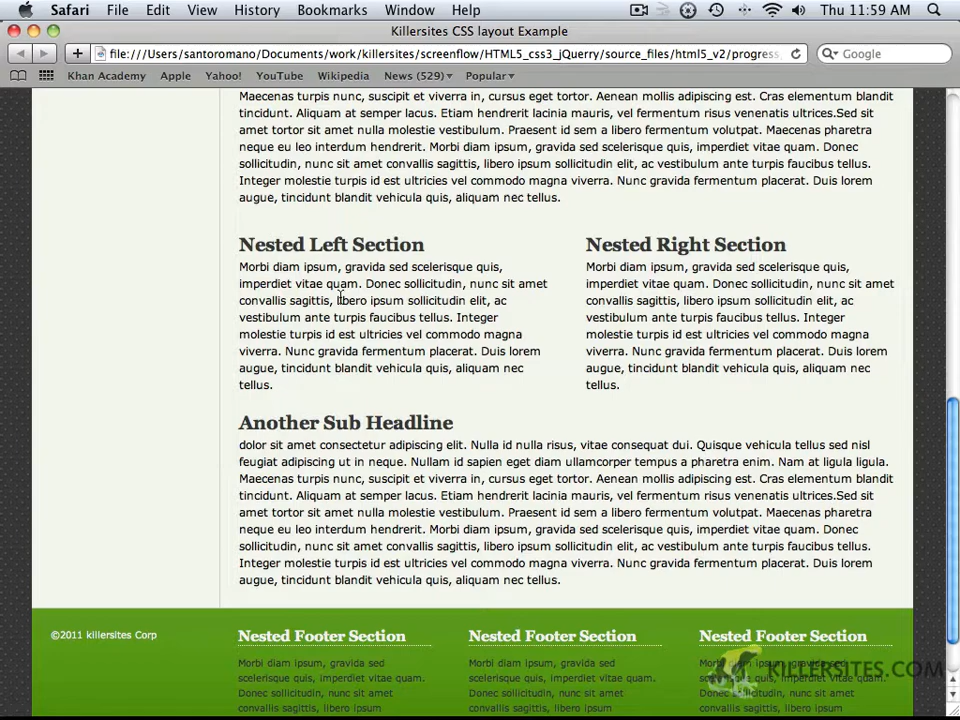 Safari File Edit View History Bookmarks Window Help Thu 11:59 AM
Killersites CSS layout Example
file:///Users/santoromano/Documents/work/killersites/screenflow/HTML5_css3_jQuerry/source_files/html5_v2/progress_ Google
Khan Academy Apple Yahoo! YouTube Wikipedia News (529) Popular
Maecenas turpis nunc, suscipit et viverra in, cursus eget tortor. Aenean mollis adipiscing est. Cras elementum blandit
tincidunt. Aliquam at semper lacus. Etiam hendrerit lacinia mauris, vel fermentum risus venenatis ultrices.Sed sit
amet tortor sit amet nulla molestie vestibulum. Praesent id sem a libero fermentum volutpat. Maecenas pharetra
neque eu leo interdum hendrerit. Morbi diam ipsum, gravida sed scelerisque quis, imperdiet vitae quam. Donec
sollicitudin, nunc sit amet convallis sagittis, libero ipsum sollicitudin elit, ac vestibulum ante turpis faucibus tellus.
Integer molestie turpis id est ultricies vel commodo magna viverra. Nunc gravida fermentum placerat. Duis lorem
augue, tincidunt blandit vehicula quis, aliquam nec tellus.
Nested Left Section
Morbi diam ipsum, gravida sed scelerisque quis,
imperdiet vitae quam. Donec sollicitudin, nunc sit amet
convallis sagittis, libero ipsum sollicitudin elit, ac
vestibulum ante turpis faucibus tellus. Integer
molestie turpis id est ultricies vel commodo magna
viverra. Nunc gravida fermentum placerat. Duis lorem
augue, tincidunt blandit vehicula quis, aliquam nec
tellus.
Nested Right Section
Morbi diam ipsum, gravida sed scelerisque quis,
imperdiet vitae quam. Donec sollicitudin, nunc sit amet
convallis sagittis, libero ipsum sollicitudin elit, ac
vestibulum ante turpis faucibus tellus. Integer
molestie turpis id est ultricies vel commodo magna
viverra. Nunc gravida fermentum placerat. Duis lorem
augue, tincidunt blandit vehicula quis, aliquam nec
tellus.
Another Sub Headline
dolor sit amet consectetur adipiscing elit. Nulla id nulla risus, vitae consequat dui. Quisque vehicula tellus sed nisl
feugiat adipiscing ut in neque. Nullam id sapien eget diam ullamcorper tempus a pharetra enim. Nam at ligula ligula.
Maecenas turpis nunc, suscipit et viverra in, cursus eget tortor. Aenean mollis adipiscing est. Cras elementum blandit
tincidunt. Aliquam at semper lacus. Etiam hendrerit lacinia mauris, vel fermentum risus venenatis ultrices.Sed sit
amet tortor sit amet nulla molestie vestibulum. Praesent id sem a libero fermentum volutpat. Maecenas pharetra
neque eu leo interdum hendrerit. Morbi diam ipsum, gravida sed scelerisque quis, imperdiet vitae quam. Donec
sollicitudin, nunc sit amet convallis sagittis, libero ipsum sollicitudin elit, ac vestibulum ante turpis faucibus tellus.
Integer molestie turpis id est ultricies vel commodo magna viverra. Nunc gravida fermentum placerat. Duis lorem
augue, tincidunt blandit vehicula quis, aliquam nec tellus.
©2011 killersites Corp
Nested Footer Section
Morbi diam ipsum, gravida sed
scelerisque quis, imperdiet vitae quam.
Donec sollicitudin, nunc sit amet
convallis sagittis, libero ipsum
Nested Footer Section
Morbi diam ipsum, gravida sed
scelerisque quis, imperdiet vitae quam.
Donec sollicitudin, nunc sit amet
convallis sagittis, libero ipsum
Nested Footer Section
Morbi diam ipsum, gravida sed
scelerisque quis, imperdiet vitae quam.
Donec sollicitudin, nunc sit amet
convallis sagittis, libero ipsum
KILLERSITES.COM